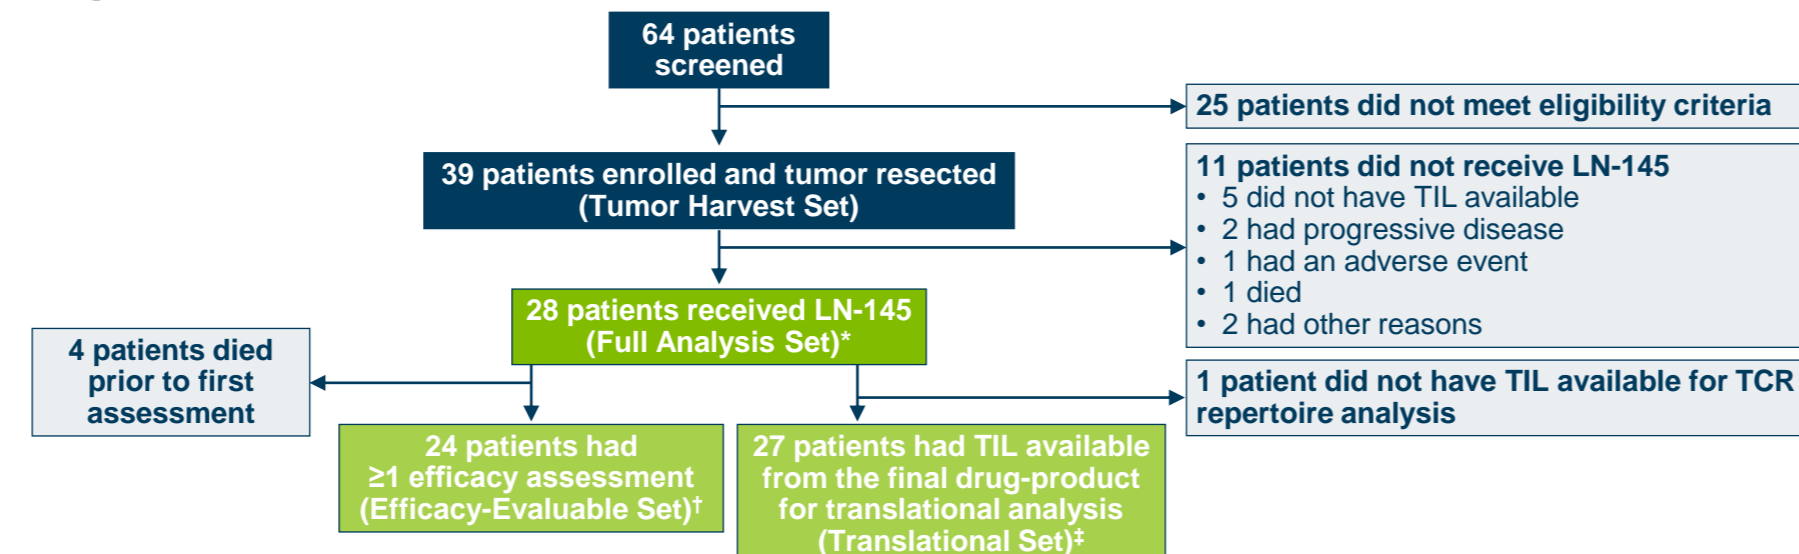 64 patients
screened
25 patients did not meet eligibility criteria
39 patients enrolled and tumor resected
(Tumor Harvest Set)
11 patients did not receive LN-145
• 5 did not have TIL available
• 2 had progressive disease
• 1 had an adverse event
• 1 died
• 2 had other reasons
28 patients received LN-145
(Full Analysis Set)*
4 patients died
prior to first
assessment
1 patient did not have TIL available for TCR
repertoire analysis
24 patients had
≥1 efficacy assessment
(Efficacy-Evaluable Set)†
27 patients had TIL available
from the final drug-product
for translational analysis
(Translational Set)‡